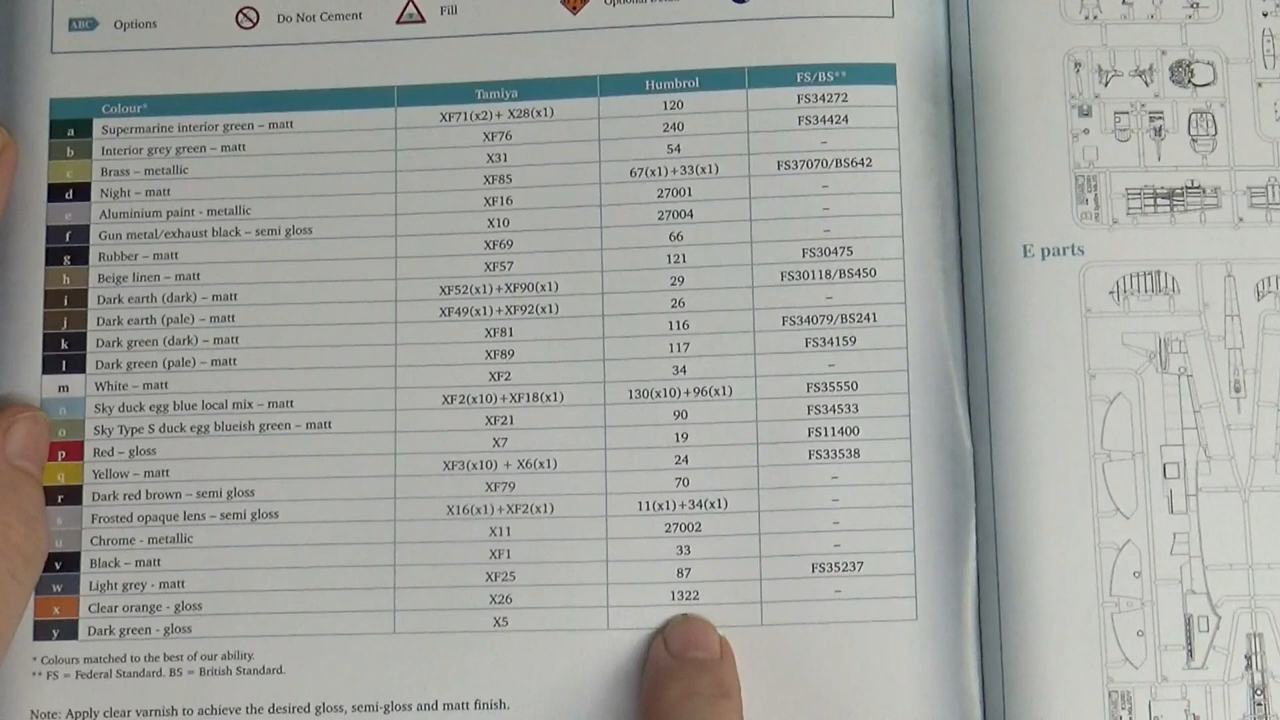 ABC Options Do Not Cement Fill
Colour* Tamiya Humbrol FS/BS**
a Supermarine interior green – matt XF71(x2)+ X28(x1) 120 FS34272
b Interior grey green – matt XF76 240 FS34424
c Brass – metallic X31 54 –
d Night – matt XF85 67(x1)+33(x1) FS37070/BS642
e Aluminium paint - metallic XF16 27001 –
f Gun metal/exhaust black – semi gloss X10 27004 –
g Rubber – matt XF69 66 –
h Beige linen – matt XF57 121 FS30475
i Dark earth (dark) – matt XF52(x1)+XF90(x1) 29 FS30118/BS450
j Dark earth (pale) – matt XF49(x1)+XF92(x1) 26 –
k Dark green (dark) – matt XF81 116 FS34079/BS241
l Dark green (pale) – matt XF89 117 FS34159
m White – matt XF2 34 –
n Sky duck egg blue local mix – matt XF2(x10)+XF18(x1) 130(x10)+96(x1) FS35550
o Sky Type S duck egg blueish green – matt XF21 90 FS34533
p Red – gloss X7 19 FS11400
q Yellow – matt XF3(x10) + X6(x1) 24 FS33538
r Dark red brown – semi gloss XF79 70 –
s Frosted opaque lens – semi gloss X16(x1)+XF2(x1) 11(x1)+34(x1) –
u Chrome - metallic X11 27002 –
v Black – matt XF1 33 –
w Light grey - matt XF25 87 FS35237
x Clear orange - gloss X26 1322 –
y Dark green - gloss X5
* Colours matched to the best of our ability.
** FS = Federal Standard. BS = British Standard.
Note: Apply clear varnish to achieve the desired gloss, semi-gloss and matt finish.
E parts